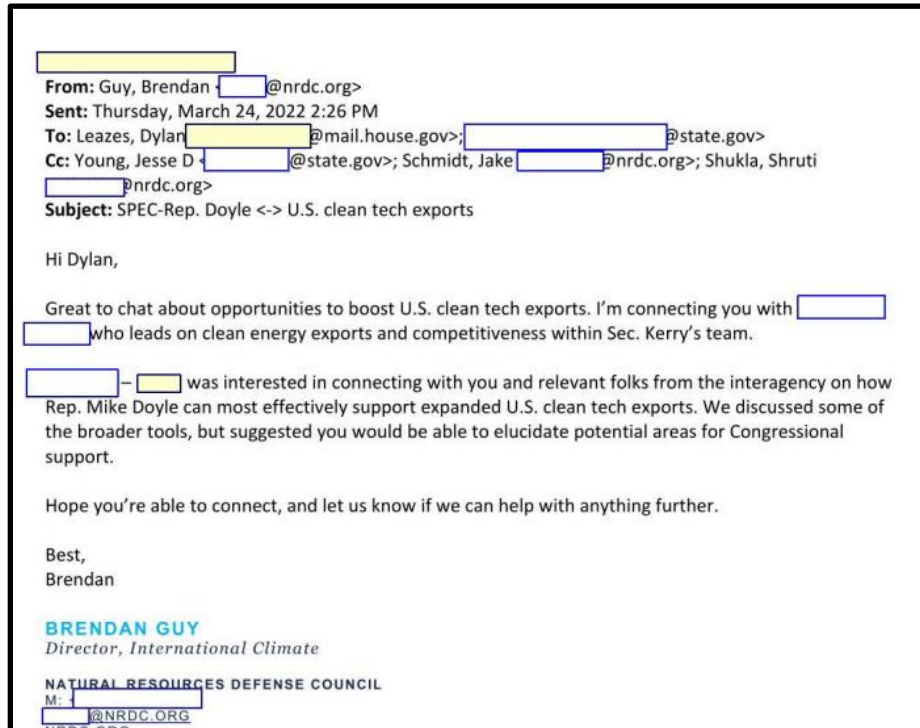 From: Guy, Brendan < @nrdc.org>
Sent: Thursday, March 24, 2022 2:26 PM
To: Leazes, Dylan @mail.house.gov>; @state.gov>
Cc: Young, Jesse D < @state.gov>; Schmidt, Jake @nrdc.org>; Shukla, Shruti
@nrdc.org>
Subject: SPEC-Rep. Doyle <-> U.S. clean tech exports
Hi Dylan,
Great to chat about opportunities to boost U.S. clean tech exports. I’m connecting you with
who leads on clean energy exports and competitiveness within Sec. Kerry’s team.
– was interested in connecting with you and relevant folks from the interagency on how
Rep. Mike Doyle can most effectively support expanded U.S. clean tech exports. We discussed some of
the broader tools, but suggested you would be able to elucidate potential areas for Congressional
support.
Hope you’re able to connect, and let us know if we can help with anything further.
Best,
Brendan
BRENDAN GUY
Director, International Climate
NATURAL RESOURCES DEFENSE COUNCIL
M:
@NRDC.ORG